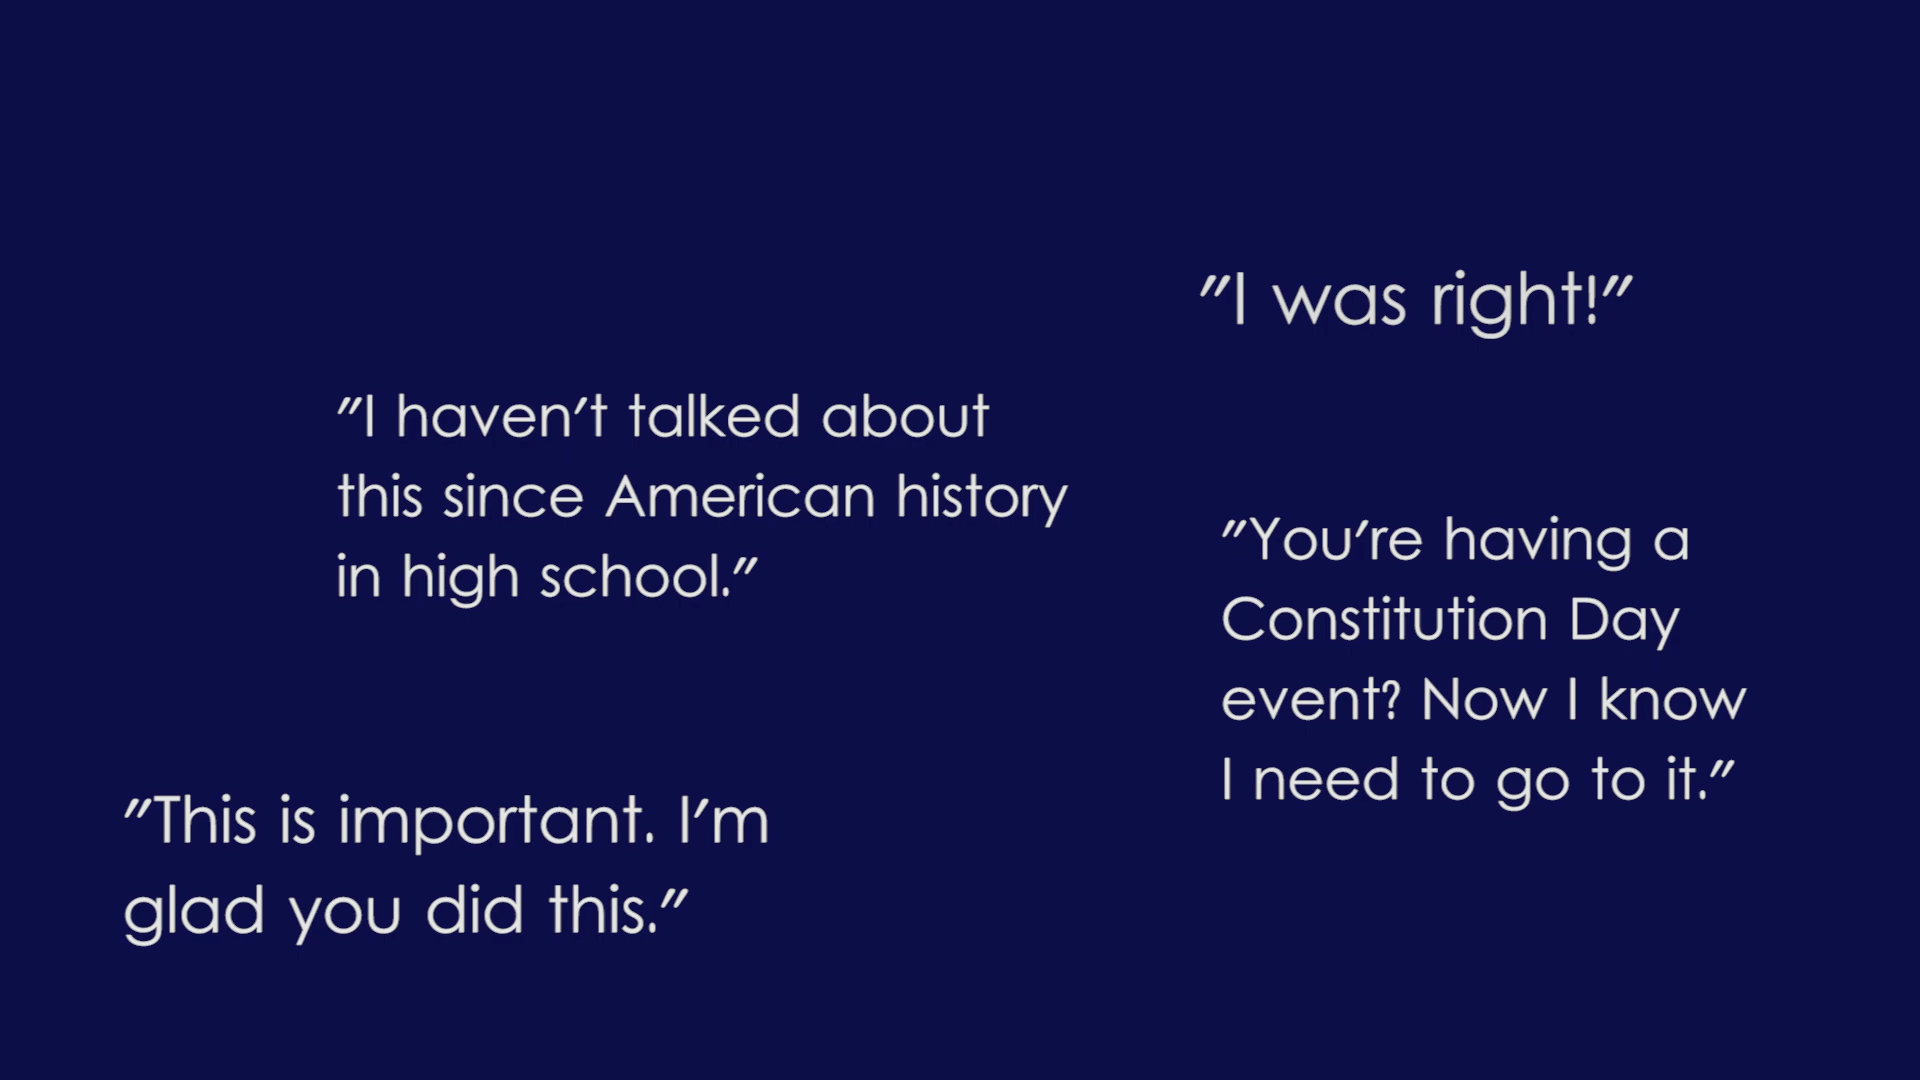 "I was right!"
"I haven't talked about
this since American history
in high school."
"You're having a
Constitution Day
event? Now I know
I need to go to it."
"This is important. I'm
glad you did this."